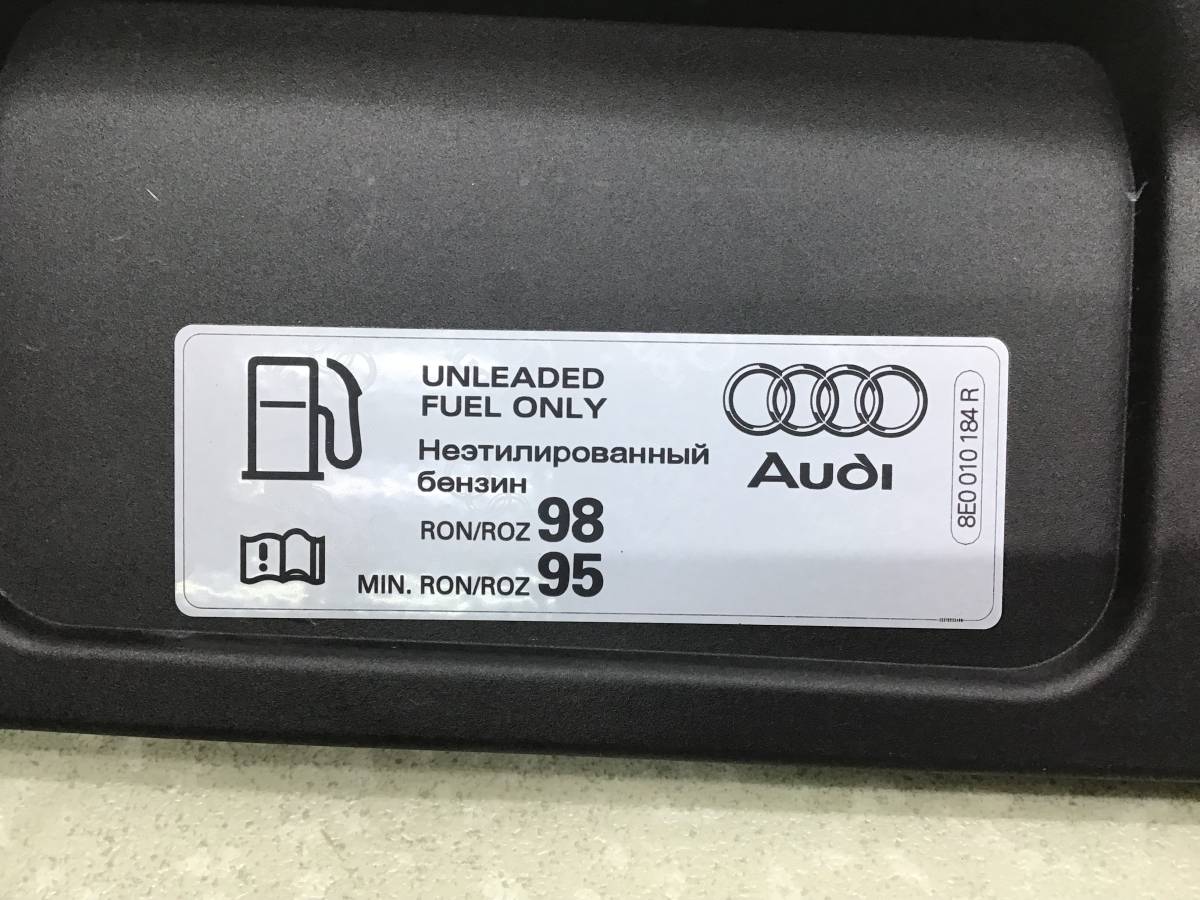 UNLEADED
FUEL ONLY
Неэтилированный
бензин
RON/ROZ 98
MIN. RON/ROZ 95
Audi
8E0 010 184 R